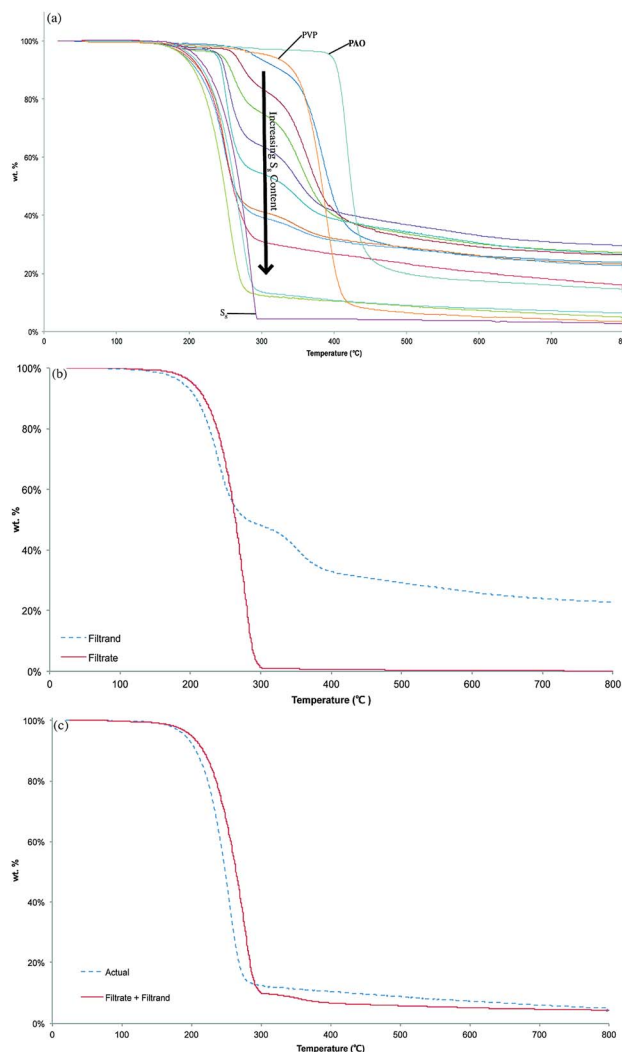 (a)
100%
80%
60%
40%
20%
0%
wt. %
PVP
PAO
Increasing S8 Content
S8
0 100 200 300 400 500 600 700 80
Temperature (℃)
(b)
100%
80%
60%
40%
20%
0%
wt. %
Filtrand
Filtrate
0 100 200 300 400 500 600 700 800
Temperature (℃ )
(c)
100%
80%
60%
40%
20%
0%
wt. %
Actual
Filtrate + Filtrand
0 100 200 300 400 500 600 700 800
Temperature (℃)